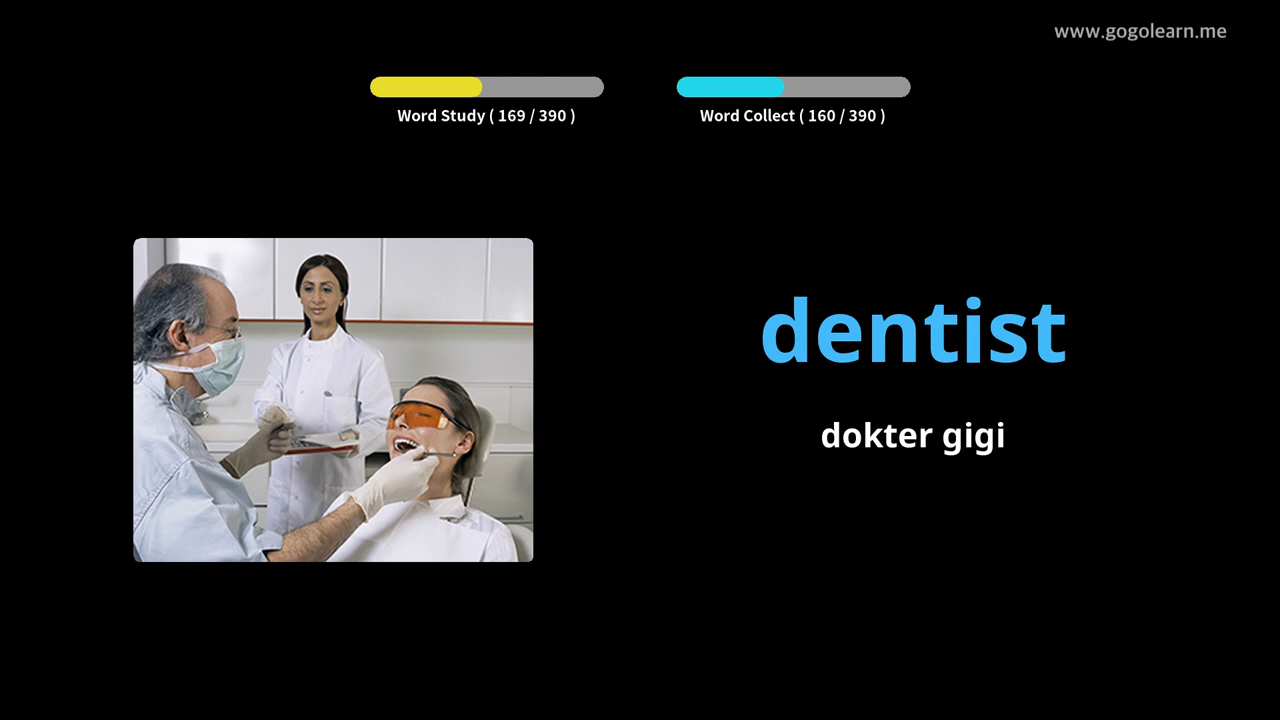 www.gogolearn.me
Word Study ( 169 / 390 )
Word Collect ( 160 / 390 )
dentist
dokter gigi